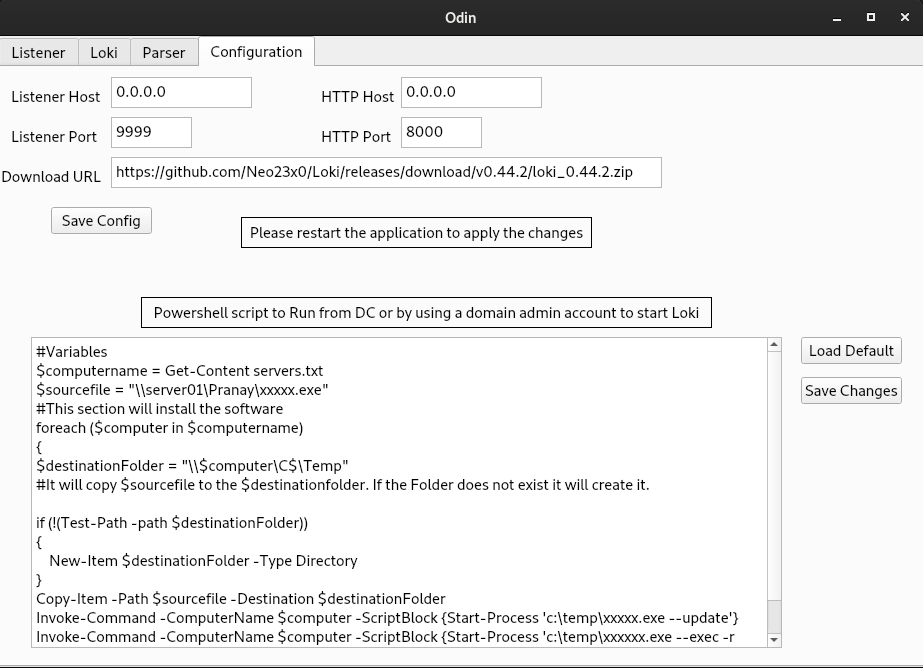 Odin
Listener Loki Parser Configuration
Listener Host 0.0.0.0 HTTP Host 0.0.0.0
Listener Port 9999 HTTP Port 8000
Download URL https://github.com/Neo23x0/Loki/releases/download/v0.44.2/loki_0.44.2.zip
Save Config
Please restart the application to apply the changes
Powershell script to Run from DC or by using a domain admin account to start Loki
Load Default
Save Changes
#Variables
$computername = Get-Content servers.txt
$sourcefile = "\\server01\Pranay\xxxxx.exe"
#This section will install the software
foreach ($computer in $computername)
{
$destinationFolder = "\\$computer\C$\Temp"
#It will copy $sourcefile to the $destinationfolder. If the Folder does not exist it will create it.
if (!(Test-Path -path $destinationFolder))
{
    New-Item $destinationFolder -Type Directory
}
Copy-Item -Path $sourcefile -Destination $destinationFolder
Invoke-Command -ComputerName $computer -ScriptBlock {Start-Process 'c:\temp\xxxxx.exe --update'}
Invoke-Command -ComputerName $computer -ScriptBlock {Start-Process 'c:\temp\xxxxxx.exe --exec -r